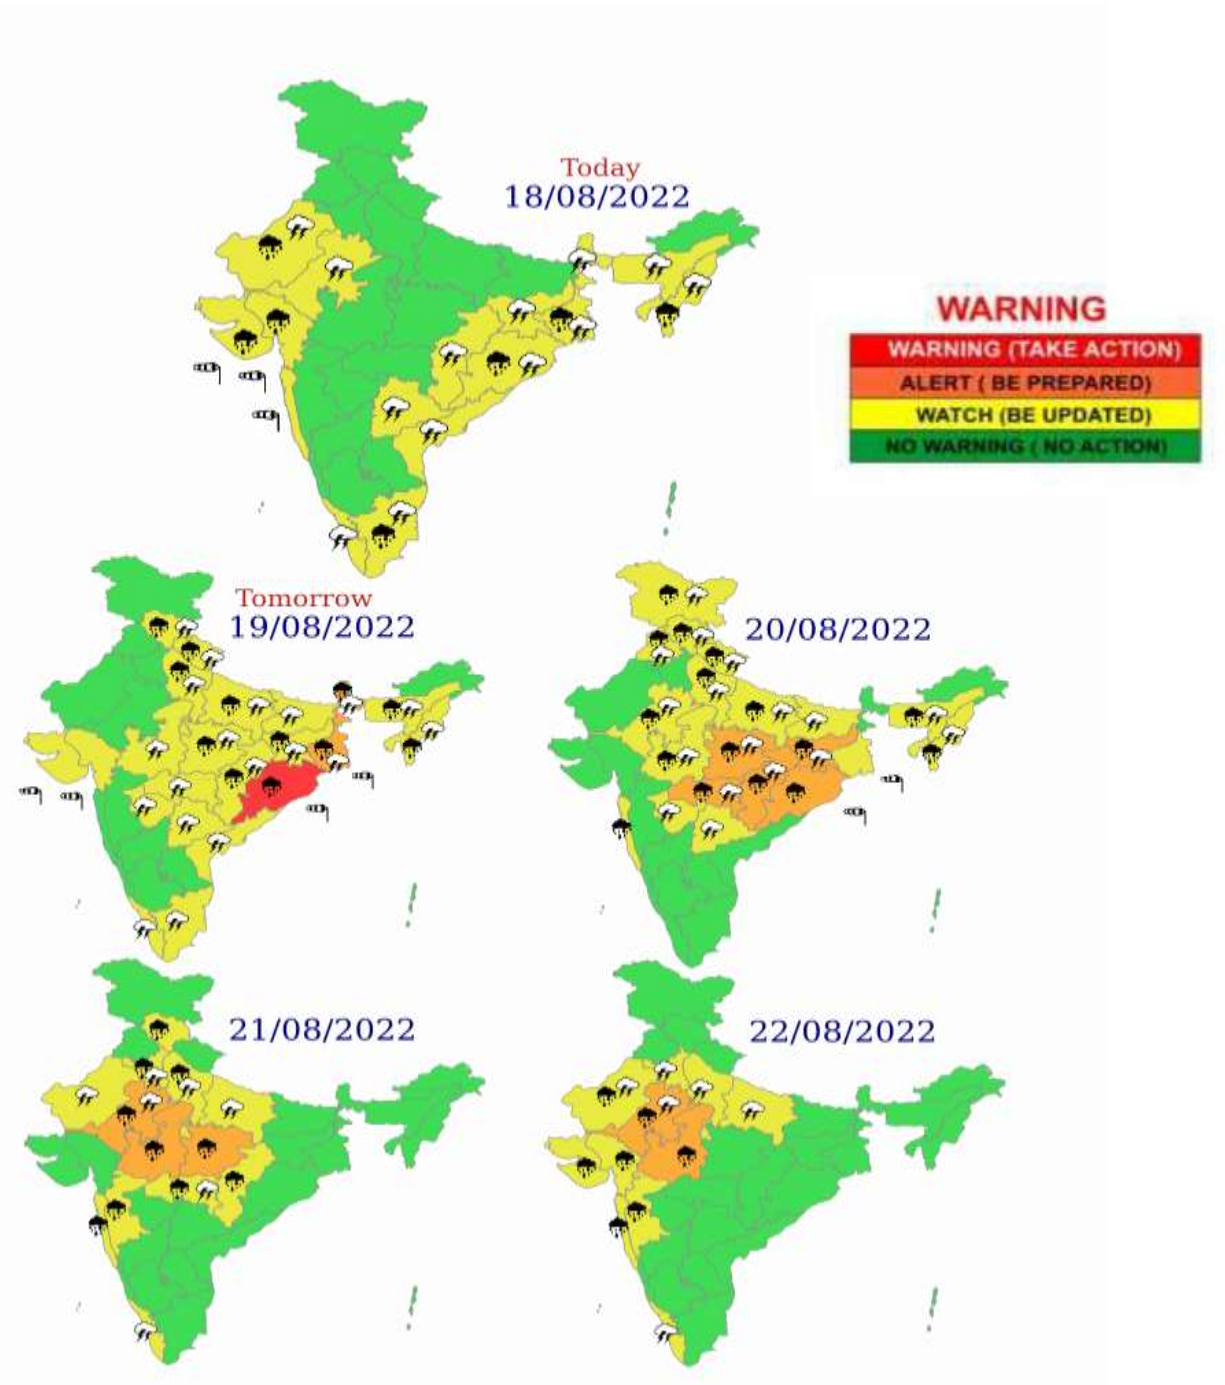 Today
18/08/2022
WARNING
WARNING (TAKE ACTION)
ALERT ( BE PREPARED)
WATCH (BE UPDATED)
NO WARNING ( NO ACTION)
Tomorrow
19/08/2022
20/08/2022
21/08/2022
22/08/2022